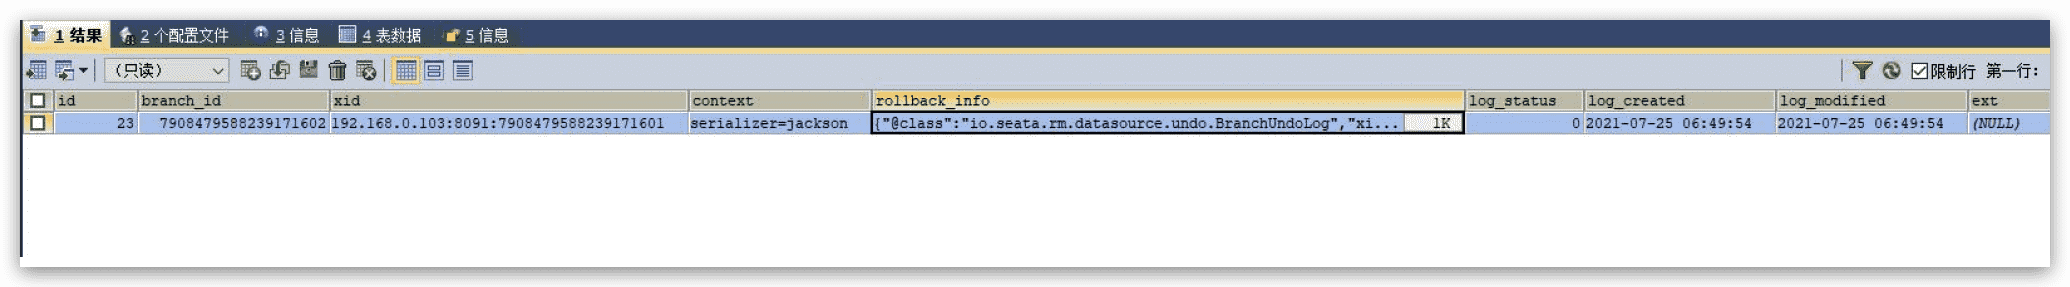 1 结果 2 个配置文件 3 信息 4 表数据 5 信息
(只读) 限制行 第一行:
id branch_id xid context rollback_info log_status log_created log_modified ext
23 7908479588239171602 192.168.0.103:8091:7908479588239171601 serializer=jackson {"@class":"io.seata.rm.datasource.undo.BranchUndoLog","xi... 1K 0 2021-07-25 06:49:54 2021-07-25 06:49:54 (NULL)